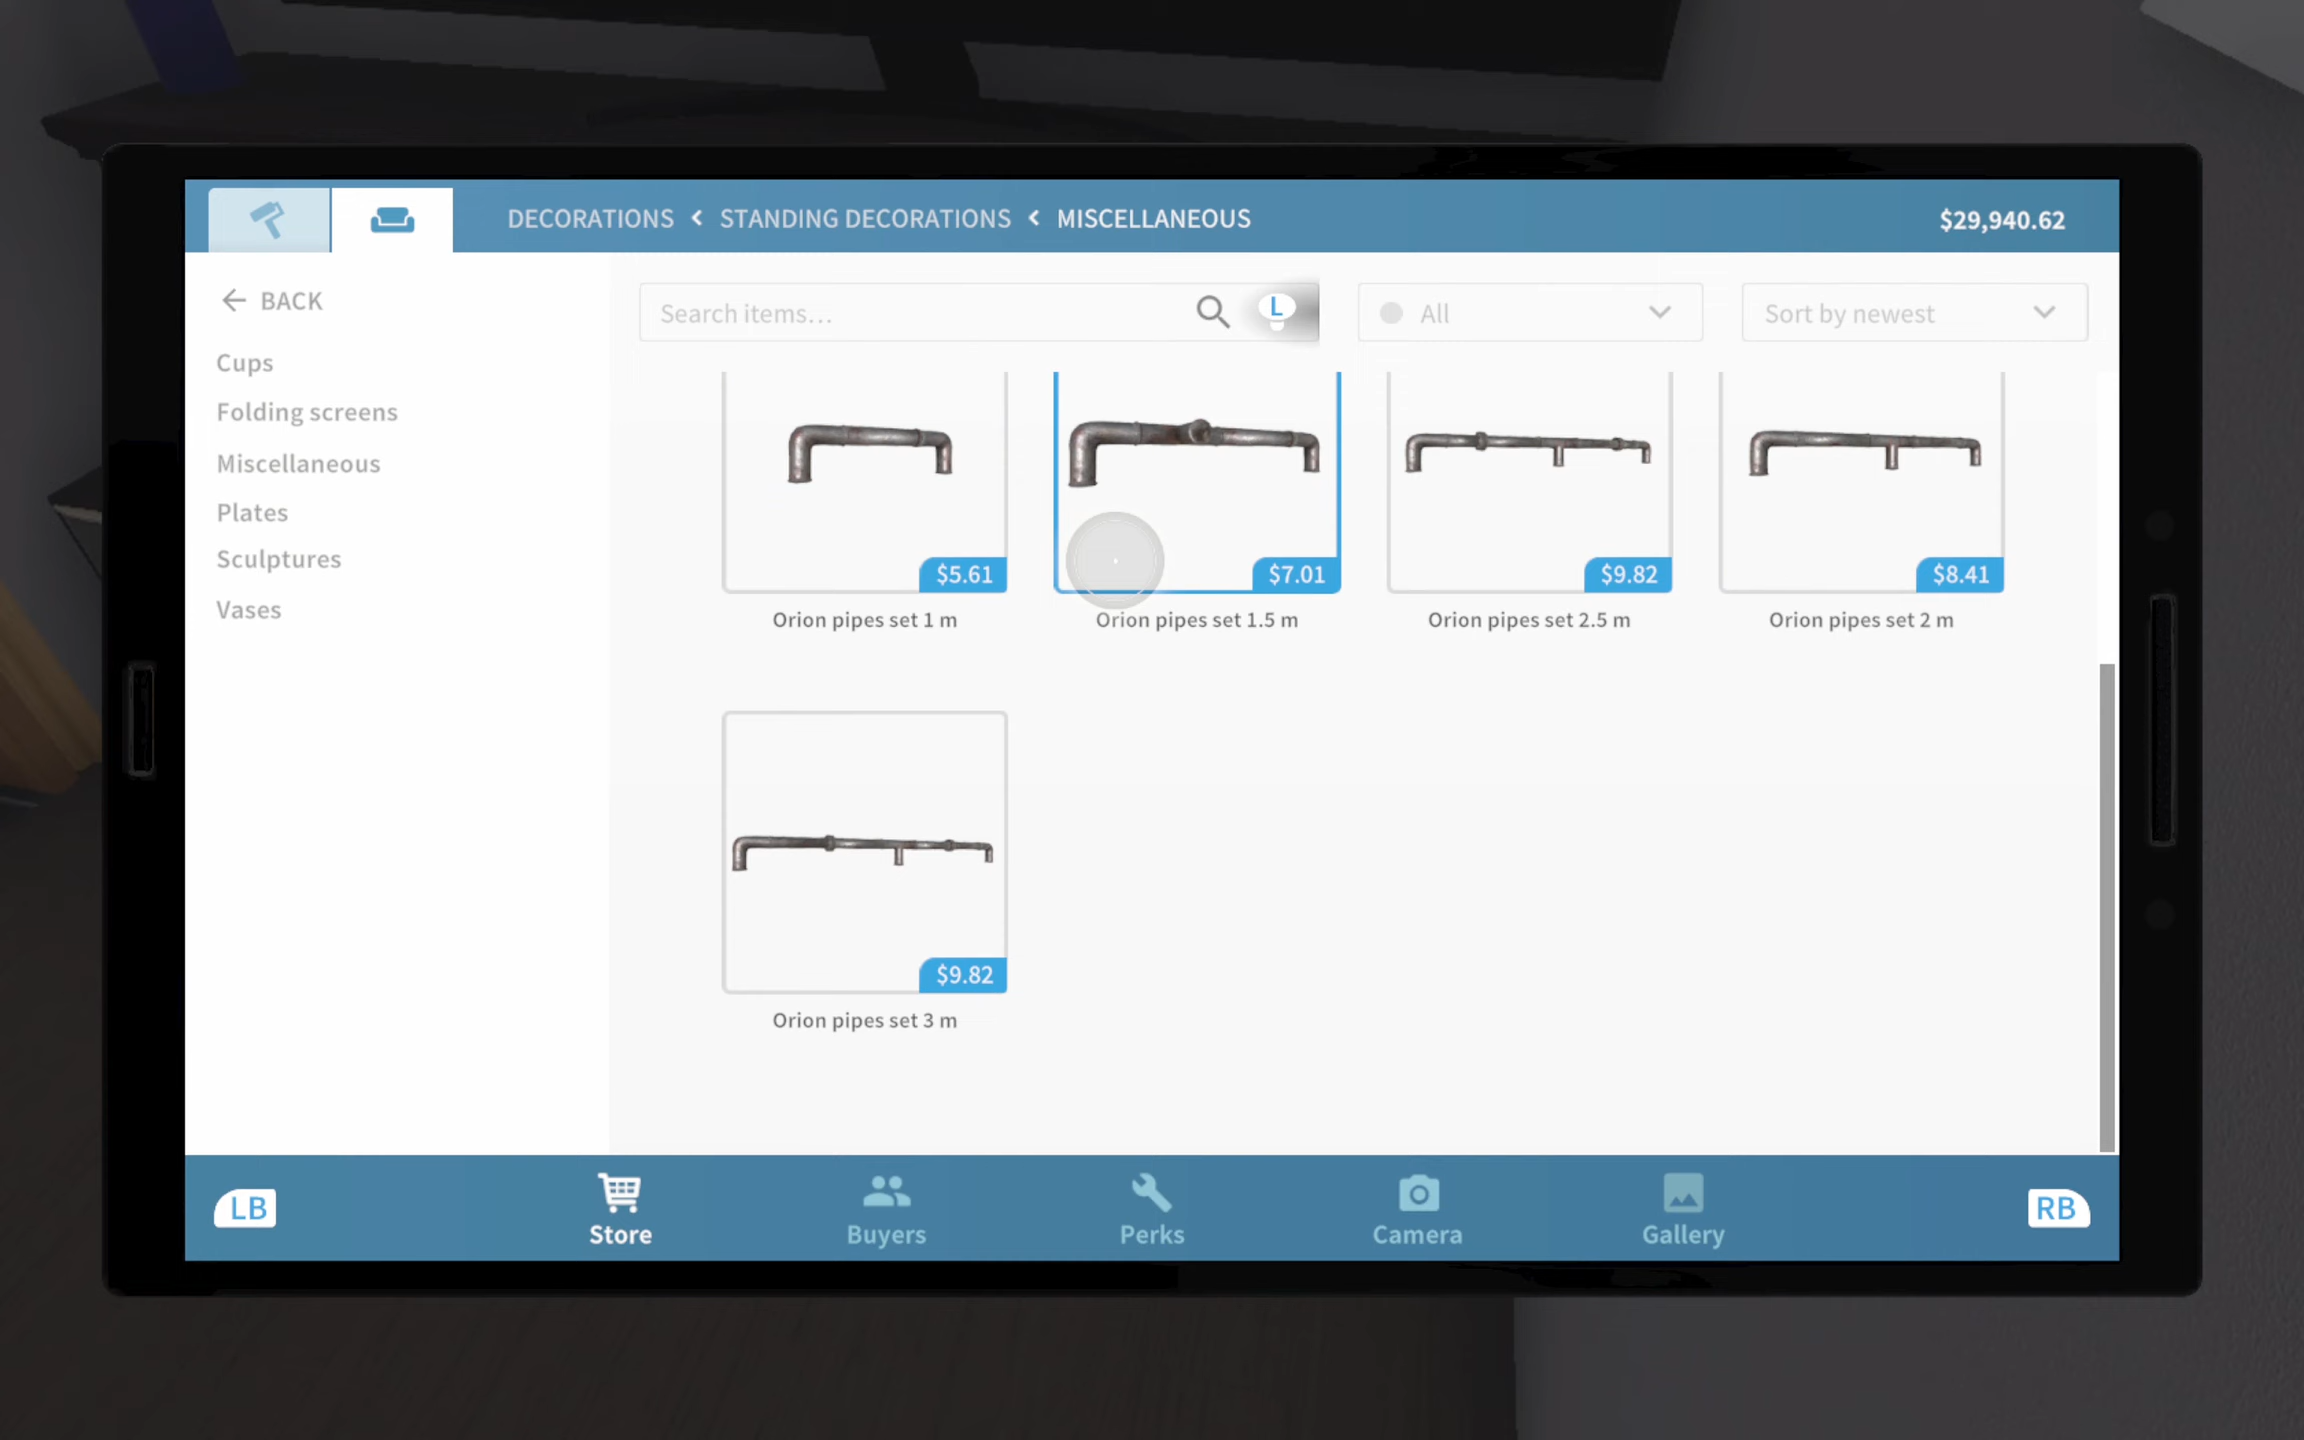 DECORATIONS < STANDING DECORATIONS < MISCELLANEOUS
$29,940.62
BACK
Search items...
L
All
Sort by newest
Cups
Folding screens
Miscellaneous
Plates
Sculptures
Vases
$5.61
$7.01
$9.82
$8.41
Orion pipes set 1 m
Orion pipes set 1.5 m
Orion pipes set 2.5 m
Orion pipes set 2 m
$9.82
Orion pipes set 3 m
LB
Store
Buyers
Perks
Camera
Gallery
RB